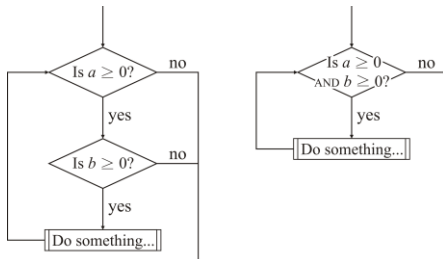 Is a ≥ 0?
no
yes
Is b ≥ 0?
no
yes
Do something...
Is a ≥ 0
AND b ≥ 0?
no
yes
Do something...